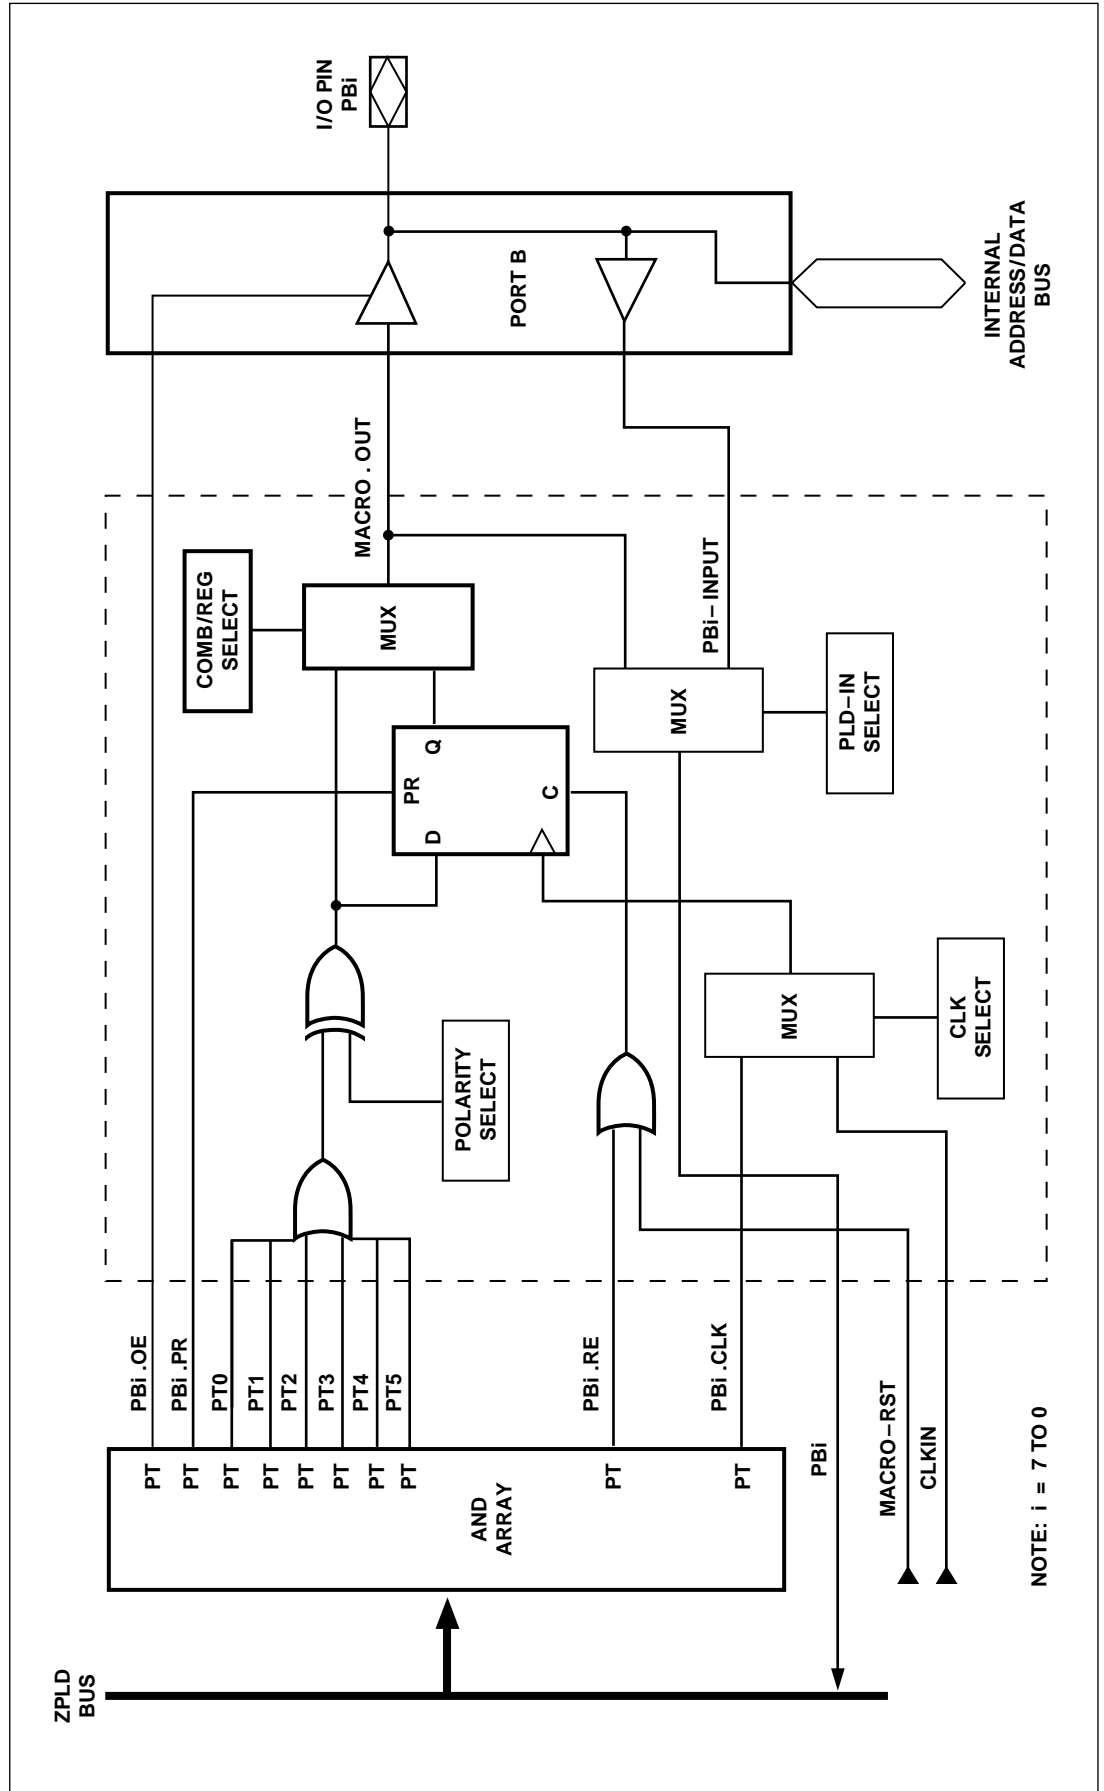 ZPLD
BUS
AND
ARRAY
PT
PT
PT
PT
PT
PT
PT
PT
PT
PT
PBi .OE
PBi .PR
PT0
PT1
PT2
PT3
PT4
PT5
PBi .RE
PBi .CLK
PBi
MACRO–RST
CLKIN
NOTE: i = 7 TO 0
POLARITY
SELECT
MUX
CLK
SELECT
D
PR
Q
C
COMB/REG
SELECT
MUX
MUX
PLD–IN
SELECT
MACRO . OUT
PBi– INPUT
PORT B
I/O PIN
PBi
INTERNAL
ADDRESS/DATA
BUS